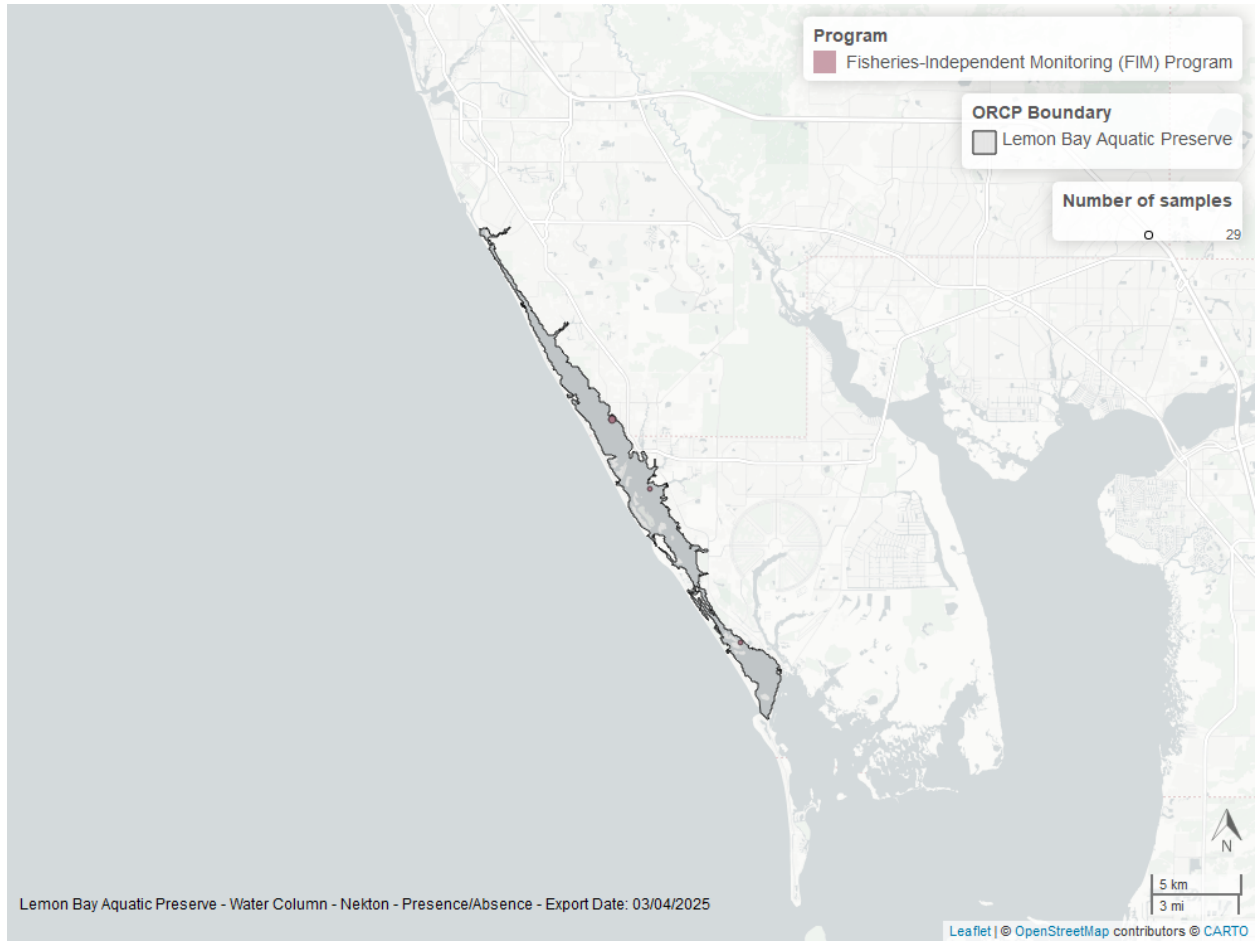 Program
Fisheries-Independent Monitoring (FIM) Program
ORCP Boundary
Lemon Bay Aquatic Preserve
Number of samples
29
N
5 km
3 mi
Lemon Bay Aquatic Preserve - Water Column - Nekton - Presence/Absence - Export Date: 03/04/2025
Leaflet | © OpenStreetMap contributors © CARTO